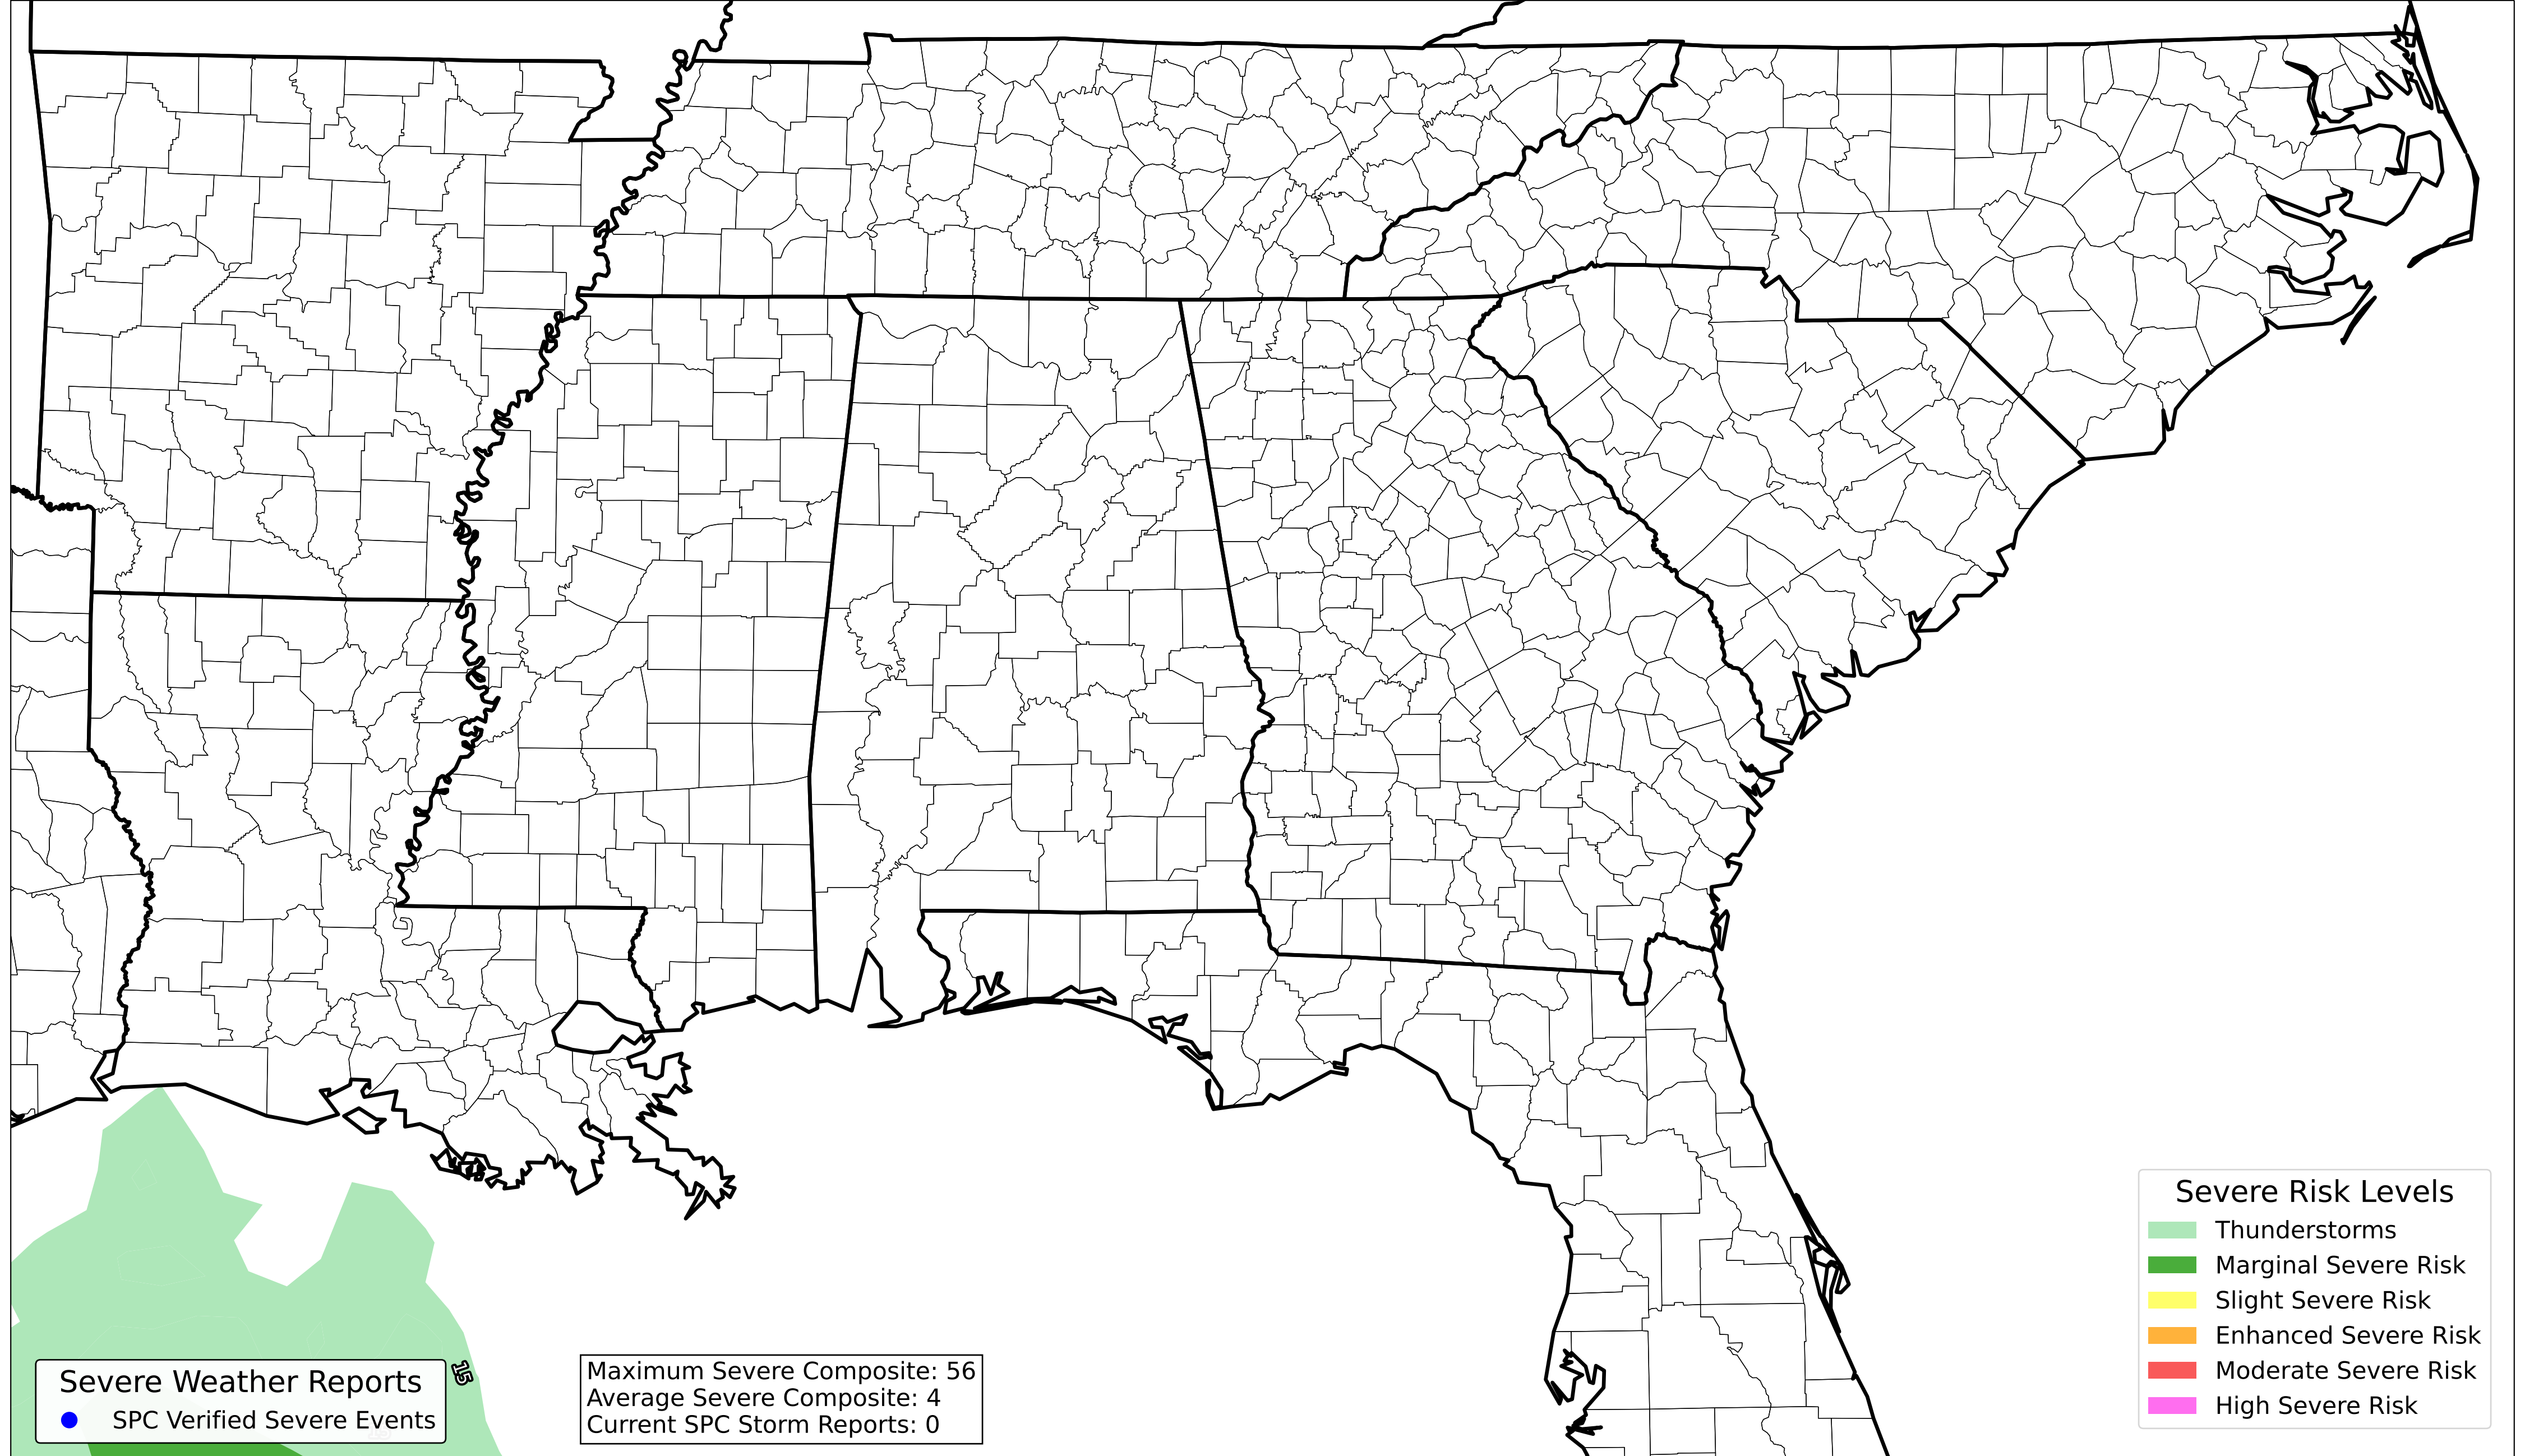 15
Severe Weather Reports
SPC Verified Severe Events
Maximum Severe Composite: 56
Average Severe Composite: 4
Current SPC Storm Reports: 0
Severe Risk Levels
Thunderstorms
Marginal Severe Risk
Slight Severe Risk
Enhanced Severe Risk
Moderate Severe Risk
High Severe Risk